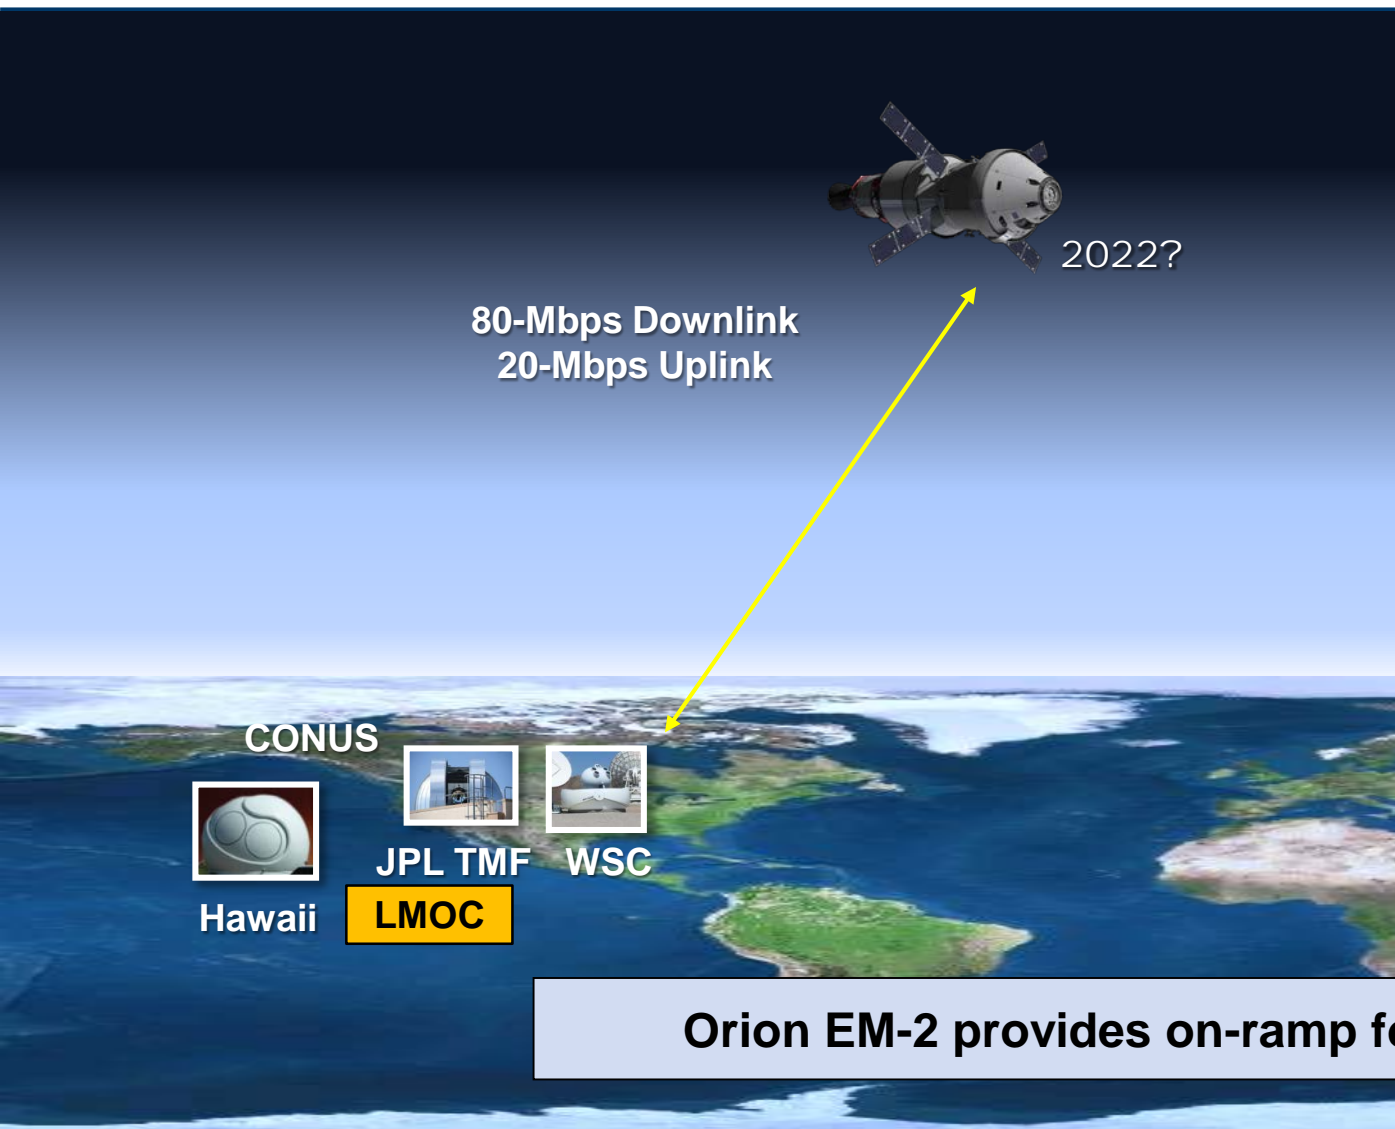 2022?
80-Mbps Downlink
20-Mbps Uplink
CONUS
JPL TMF
WSC
Hawaii
LMOC
Orion EM-2 provides on-ramp